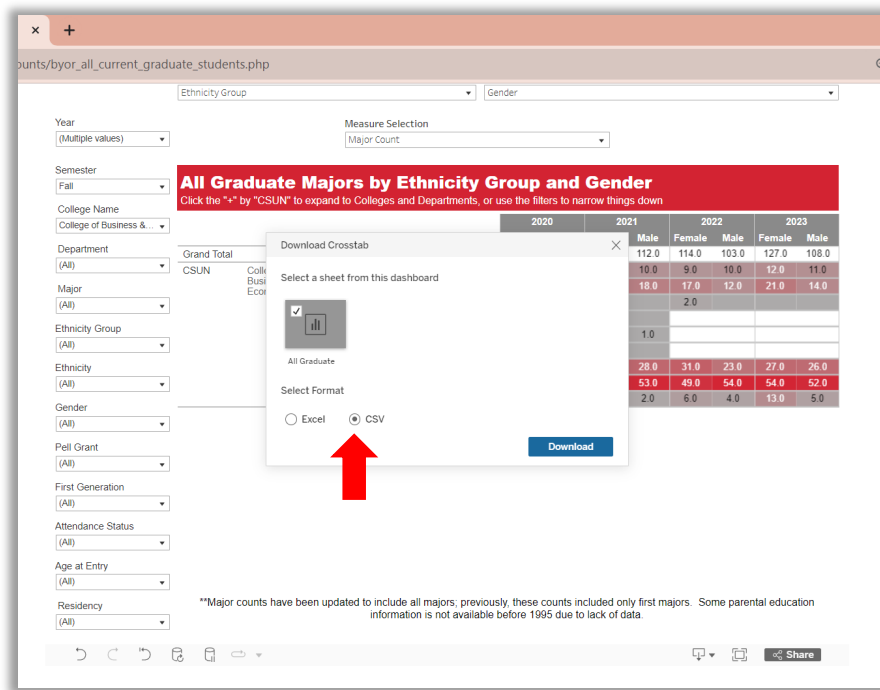 × +
ounts/byor_all_current_graduate_students.php
Ethnicity Group Gender
Year
(Multiple values)
Measure Selection
Major Count
Semester
Fall
All Graduate Majors by Ethnicity Group and Gender
Click the "+" by "CSUN" to expand to Colleges and Departments, or use the filters to narrow things down
College Name
College of Business &...
2020 2021 2022 2023
Male Female Male Female Male
Grand Total 112.0 114.0 103.0 127.0 108.0
CSUN 10.0 9.0 10.0 12.0 11.0
18.0 17.0 12.0 21.0 14.0
2.0
1.0
28.0 31.0 23.0 27.0 26.0
53.0 49.0 54.0 54.0 52.0
2.0 6.0 4.0 13.0 5.0
Download Crosstab
Select a sheet from this dashboard
All Graduate
Select Format
Excel CSV
Download
Department
(All)
Major
(All)
Ethnicity Group
(All)
Ethnicity
(All)
Gender
(All)
Pell Grant
(All)
First Generation
(All)
Attendance Status
(All)
Age at Entry
(All)
Residency
(All)
**Major counts have been updated to include all majors; previously, these counts included only first majors. Some parental education
information is not available before 1995 due to lack of data.
Share